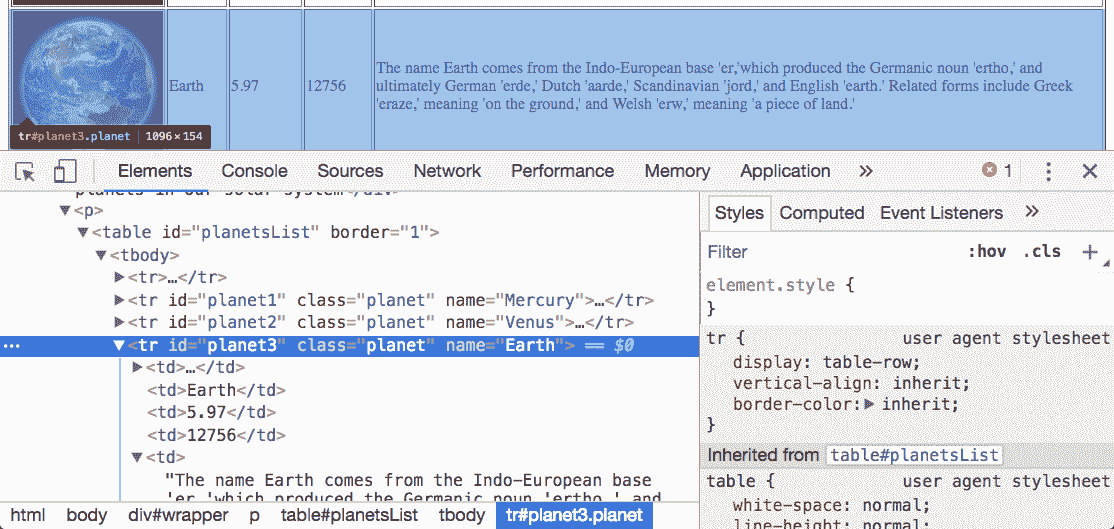 Earth
5.97
12756
The name Earth comes from the Indo-European base 'er,'which produced the Germanic noun 'ertho,' and
ultimately German 'erde,' Dutch 'aarde,' Scandinavian 'jord,' and English 'earth.' Related forms include Greek
'eraze,' meaning 'on the ground,' and Welsh 'erw,' meaning 'a piece of land.'
tr#planet3.planet | 1096 × 154
Elements Console Sources Network Performance Memory Application » 1
planets in our solar system</div>
▼<p>
▼<table id="planetsList" border="1">
▼<tbody>
▶<tr>…</tr>
▶<tr id="planet1" class="planet" name="Mercury">…</tr>
▶<tr id="planet2" class="planet" name="Venus">…</tr>
… ▼<tr id="planet3" class="planet" name="Earth"> == $0
▶<td>…</td>
<td>Earth</td>
<td>5.97</td>
<td>12756</td>
▼<td>
"The name Earth comes from the Indo-European base
'er,'which produced the Germanic noun 'ertho,' and
html body div#wrapper p table#planetsList tbody tr#planet3.planet
Styles Computed Event Listeners »
Filter :hov .cls +
element.style {
}
tr { user agent stylesheet
display: table-row;
vertical-align: inherit;
border-color:▶ inherit;
}
Inherited from table#planetsList
table { user agent stylesheet
white-space: normal;
line-height: normal;